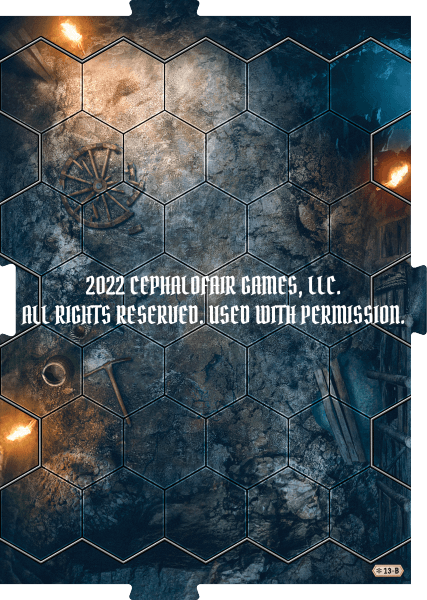 2022 CEPHALOFAIR GAMES, LLC.
ALL RIGHTS RESERVED. USED WITH PERMISSION.
13-B